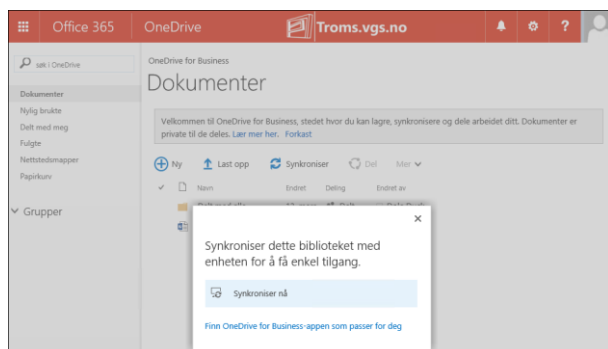 Office 365 OneDrive Troms.vgs.no ?
søk i OneDrive
Dokumenter
Nylig brukte
Delt med meg
Fulgte
Nettstedsmapper
Papirkurv
Grupper
OneDrive for Business
Dokumenter
Velkommen til OneDrive for Business, stedet hvor du kan lagre, synkronisere og dele arbeidet ditt. Dokumenter er
private til de deles. Lær mer her. Forkast
Ny Last opp Synkroniser Del Mer
Navn Endret Deling Endret av
Synkroniser dette biblioteket med
enheten for å få enkel tilgang.
Synkroniser nå
Finn OneDrive for Business-appen som passer for deg